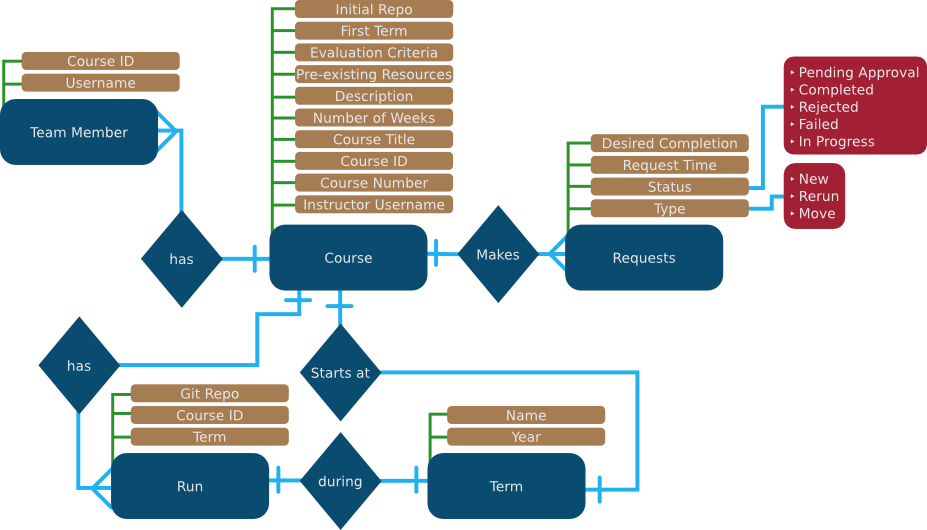 Initial Repo
First Term
Evaluation Criteria
Pre-existing Resources
Description
Number of Weeks
Course Title
Course ID
Course Number
Instructor Username
Course ID
Username
Team Member
has
Course
Makes
Desired Completion
Request Time
Status
Type
Requests
‣ Pending Approval
‣ Completed
‣ Rejected
‣ Failed
‣ In Progress
‣ New
‣ Rerun
‣ Move
has
Starts at
Git Repo
Course ID
Term
Run
during
Name
Year
Term